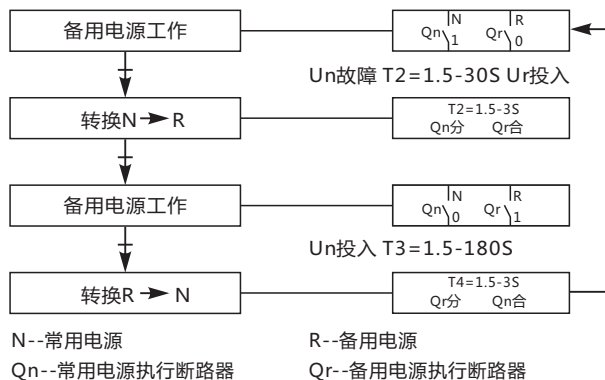 备用电源工作
N R
Qn 1 Qr 0
Un故障 T2=1.5-30S Ur投入
转换N R
T2=1.5-3S
Qn分 Qr合
备用电源工作
N R
Qn 0 Qr 1
Un投入 T3=1.5-180S
转换R N
T4=1.5-3S
Qr分 Qn合
N--常用电源 R--备用电源
Qn--常用电源执行断路器 Qr--备用电源执行断路器